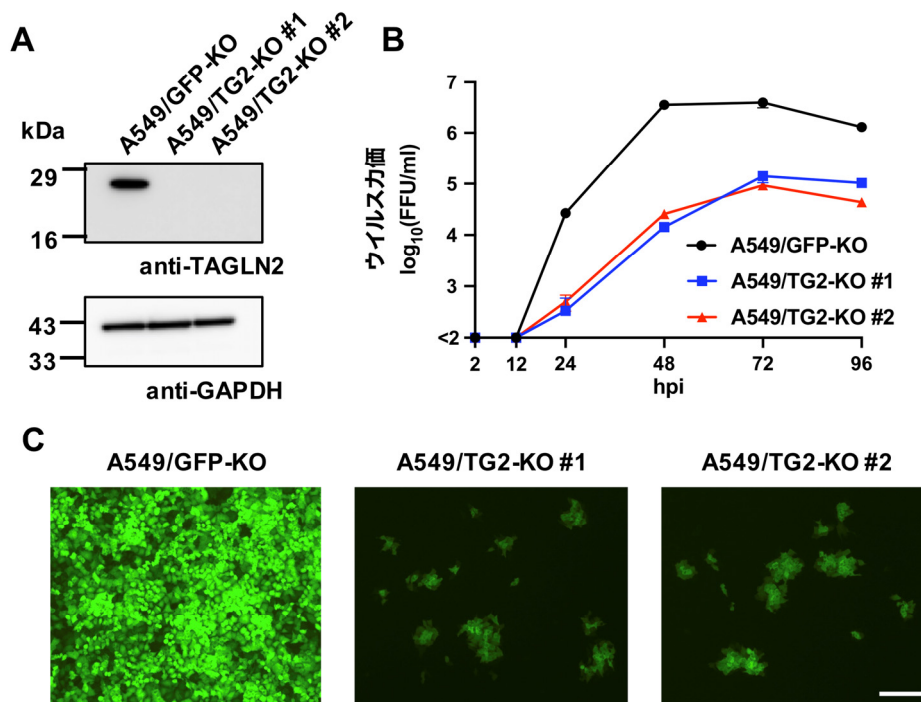 A
kDa
A549/GFP-KO
A549/TG2-KO #1
A549/TG2-KO #2
29
16
anti-TAGLN2
43
33
anti-GAPDH
B
ウイルス力価
log10(FFU/ml)
7
6
5
4
3
<2
2 12 24 48 72 96
hpi
A549/GFP-KO
A549/TG2-KO #1
A549/TG2-KO #2
C
A549/GFP-KO
A549/TG2-KO #1
A549/TG2-KO #2